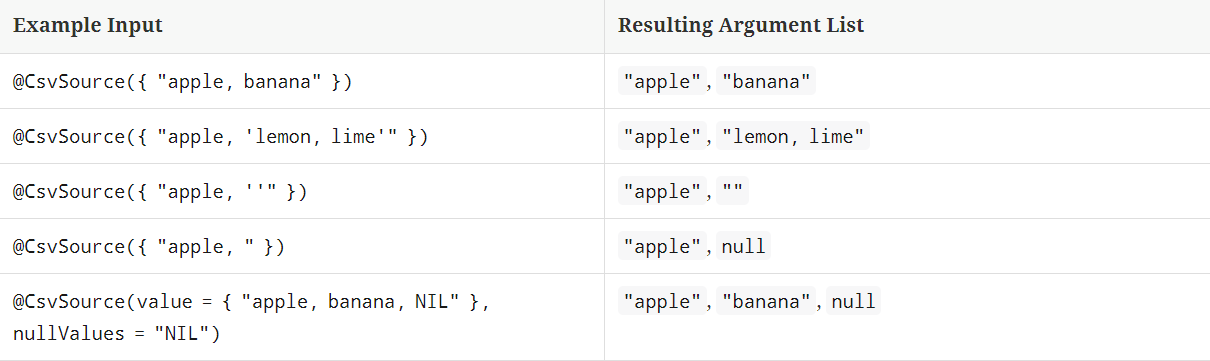 Example Input Resulting Argument List
@CsvSource({ "apple, banana" }) "apple", "banana"
@CsvSource({ "apple, 'lemon, lime'" }) "apple", "lemon, lime"
@CsvSource({ "apple, ''" }) "apple", ""
@CsvSource({ "apple, " }) "apple", null
@CsvSource(value = { "apple, banana, NIL" }, "apple", "banana", null
nullValues = "NIL")